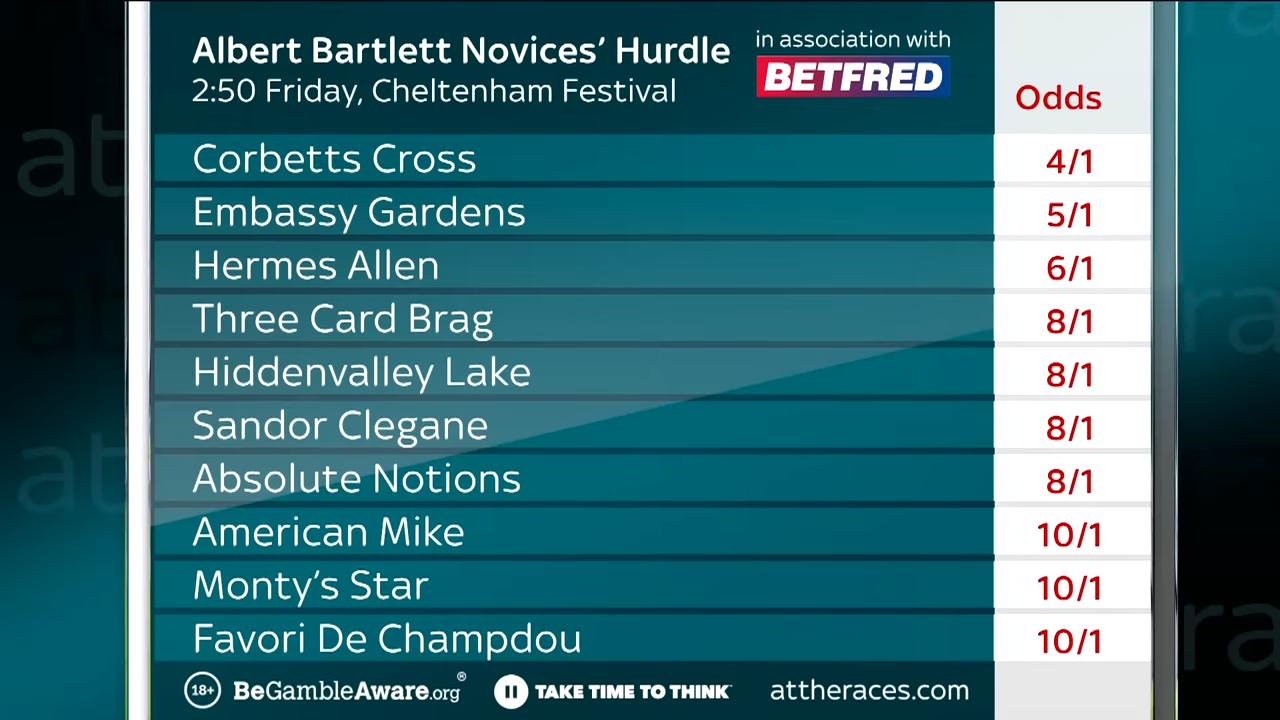 Albert Bartlett Novices' Hurdle
2:50 Friday, Cheltenham Festival
in association with
BETFRED
Odds
Corbetts Cross 4/1
Embassy Gardens 5/1
Hermes Allen 6/1
Three Card Brag 8/1
Hiddenvalley Lake 8/1
Sandor Clegane 8/1
Absolute Notions 8/1
American Mike 10/1
Monty's Star 10/1
Favori De Champdou 10/1
18+ BeGambleAware.org® TAKE TIME TO THINK attheraces.com